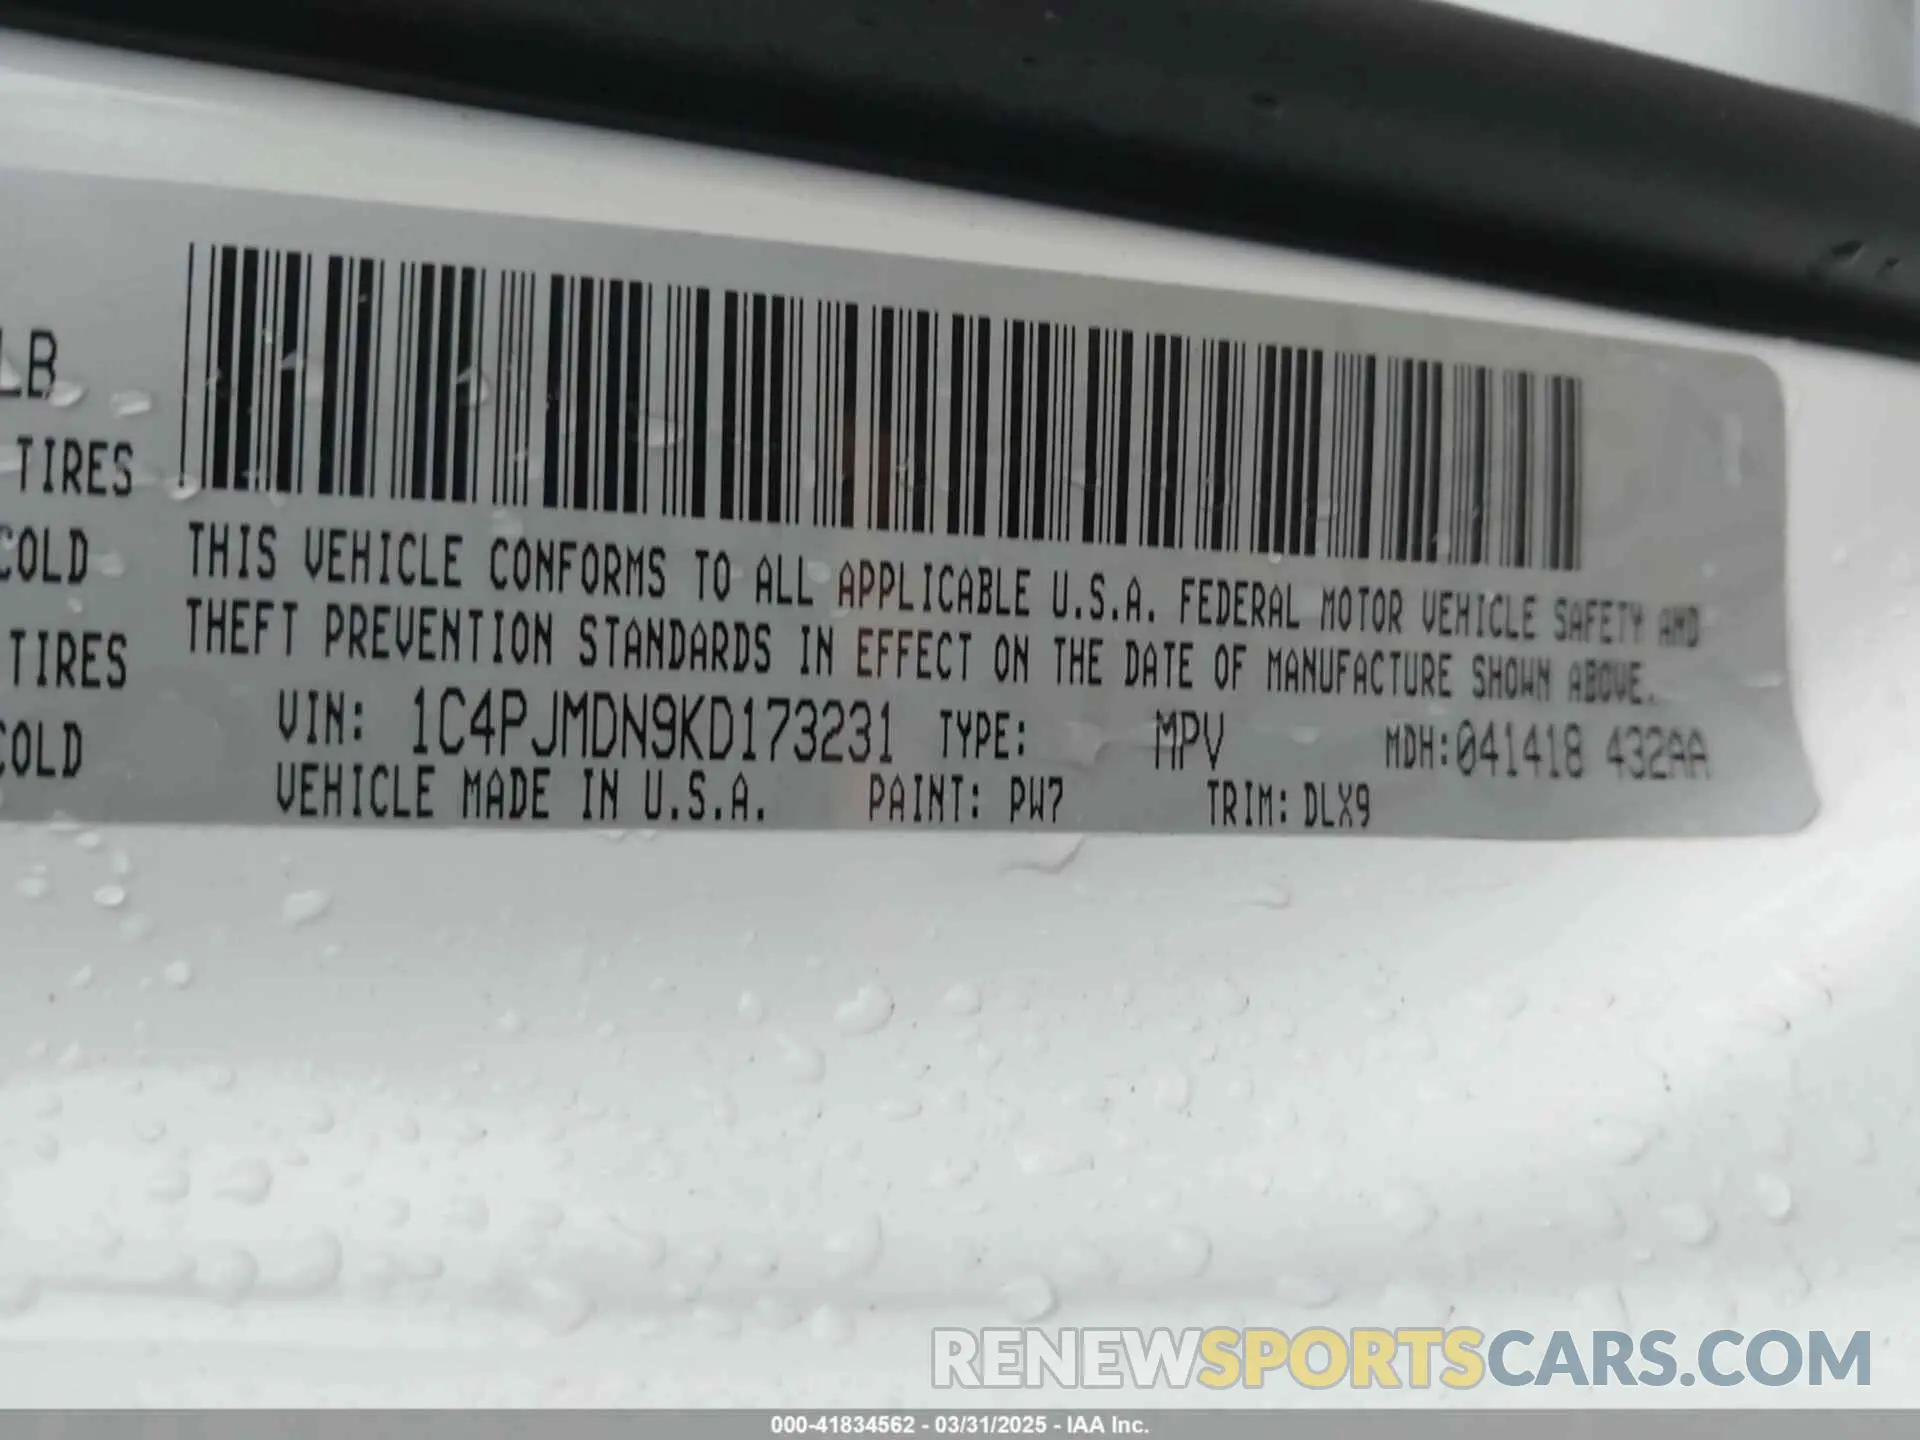 LB
TIRES
COLD
TIRES
COLD
THIS VEHICLE CONFORMS TO ALL APPLICABLE U.S.A. FEDERAL MOTOR VEHICLE SAFETY AND
THEFT PREVENTION STANDARDS IN EFFECT ON THE DATE OF MANUFACTURE SHOWN ABOVE.
VIN: 1C4PJMDN9KD173231 TYPE: MPV MDH:041418 432AA
VEHICLE MADE IN U.S.A. PAINT: PW7 TRIM: DLX9
RENEWSPORTSCARS.COM
000-41834562 - 03/31/2025 - IAA Inc.